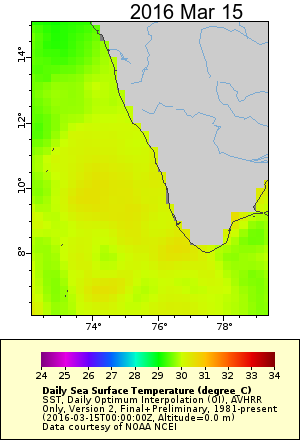 2016 Mar 15
14°
12°
10°
8°
74°
76°
78°
24 25 26 27 28 29 30 31 32 33 34
Daily Sea Surface Temperature (degree_C)
SST, Daily Optimum Interpolation (OI), AVHRR
Only, Version 2, Final+Preliminary, 1981-present
(2016-03-15T00:00:00Z, Altitude=0.0 m)
Data courtesy of NOAA NCEI